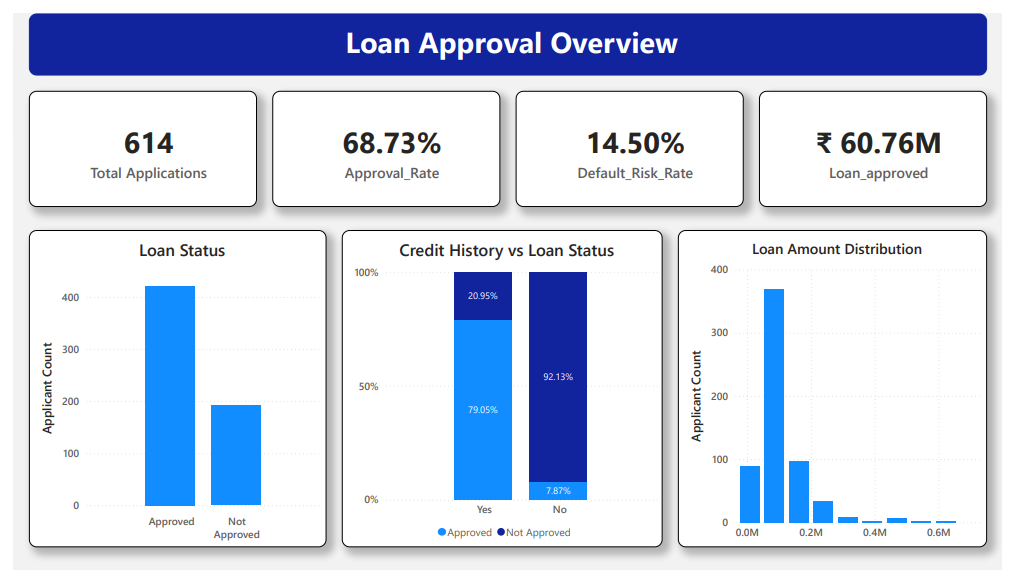 Loan Approval Overview
614
Total Applications
68.73%
Approval_Rate
14.50%
Default_Risk_Rate
₹ 60.76M
Loan_approved
Loan Status
Applicant Count
400
300
200
100
0
Approved
Not
Approved
Credit History vs Loan Status
100%
50%
0%
20.95%
79.05%
92.13%
7.87%
Yes
No
Approved
Not Approved
Loan Amount Distribution
Applicant Count
400
300
200
100
0
0.0M
0.2M
0.4M
0.6M